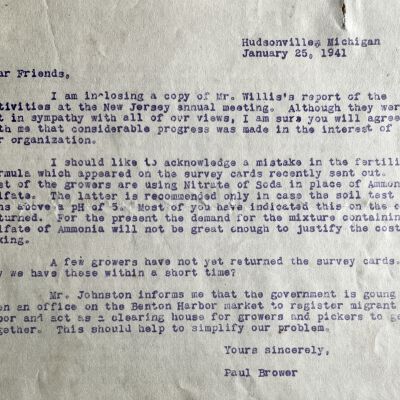 Hudsonville, Michigan
January 25, 1941
ar Friends,
I am inclosing a copy of Mr. Willis's report of the
tivities at the New Jersey annual meeting. Although they wer
t in sympathy with all of our views, I am sure you will agree
th me that considerable progress was made in the interest of
r organization.
I should like to acknowledge a mistake in the fertili
rmula which appeared on the survey cards recently sent out.
st of the growers are using Nitrate of Soda in place of Ammon
lfate. The latter is recommended only in case the soil test
ns above a pH of 5. Most of you have indicated this on the c
turned. For the present the demand for the mixture containin
lfate of Ammonia will not be great enough to justify the cost
xing.
A few growers have not yet returned the survey cards.
y we have these within a short time?
Mr. Johnston informs me that the government is goung
en an office on the Benton Harbor market to register migrant
bor and act as a clearing house for growers and pickers to ge
gether. This should help to simplify our problem.
Yours sincerely,
Paul Brower